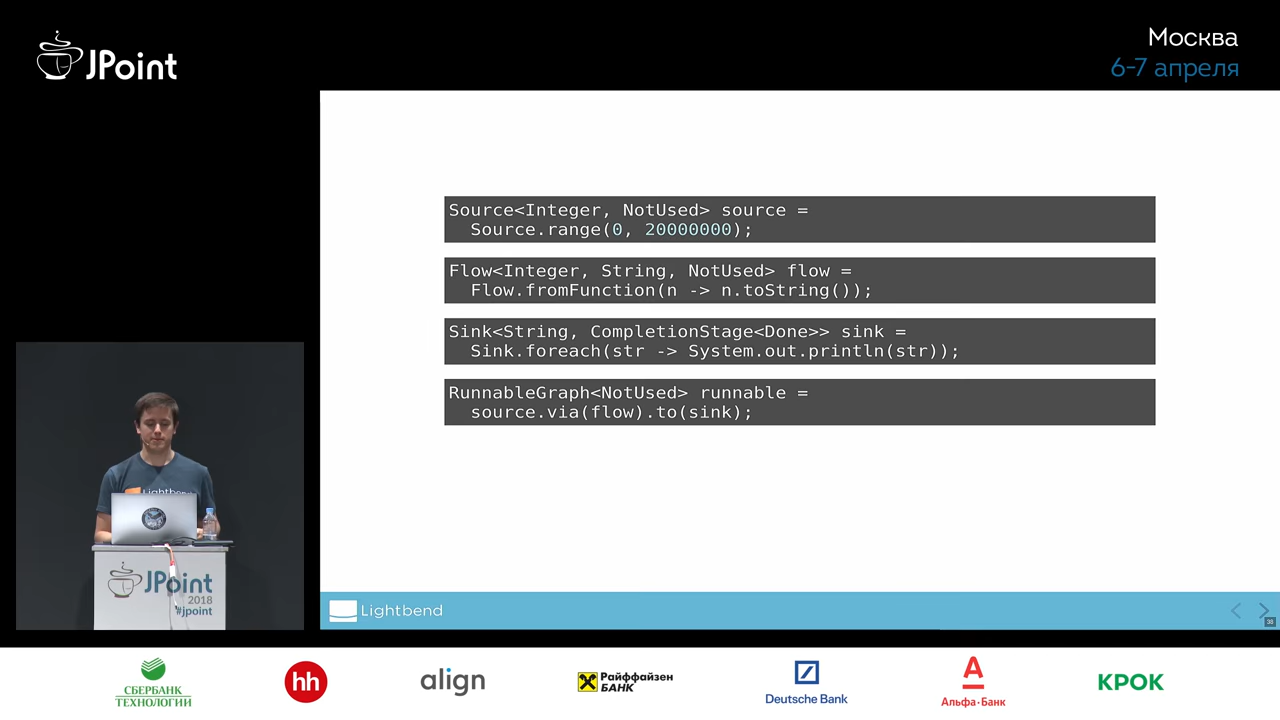 JPoint
Москва
6-7 апреля
Source<Integer, NotUsed> source =
Source.range(0, 20000000);
Flow<Integer, String, NotUsed> flow =
Flow.fromFunction(n -> n.toString());
Sink<String, CompletionStage<Done>> sink =
Sink.foreach(str -> System.out.println(str));
RunnableGraph<NotUsed> runnable =
source.via(flow).to(sink);
Lightbend
JPoint
2018
#jpoint
Lightbend
38
СБЕРБАНК
ТЕХНОЛОГИИ
hh
align
Райффайзен
БАНК
Deutsche Bank
А
Альфа·Банк
КРОК